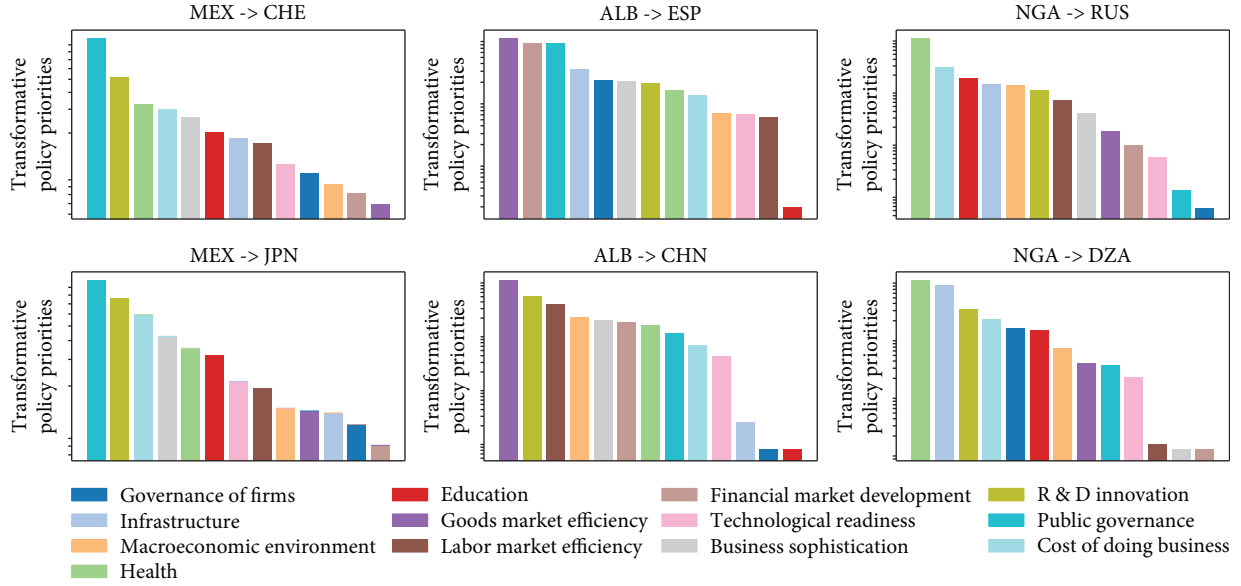 MEX -> CHE
ALB -> ESP
NGA -> RUS
Transformative
policy priorities
Transformative
policy priorities
Transformative
policy priorities
MEX -> JPN
ALB -> CHN
NGA -> DZA
Transformative
policy priorities
Transformative
policy priorities
Transformative
policy priorities
Governance of firms
Infrastructure
Macroeconomic environment
Health
Education
Goods market efficiency
Labor market efficiency
Financial market development
Technological readiness
Business sophistication
R & D innovation
Public governance
Cost of doing business